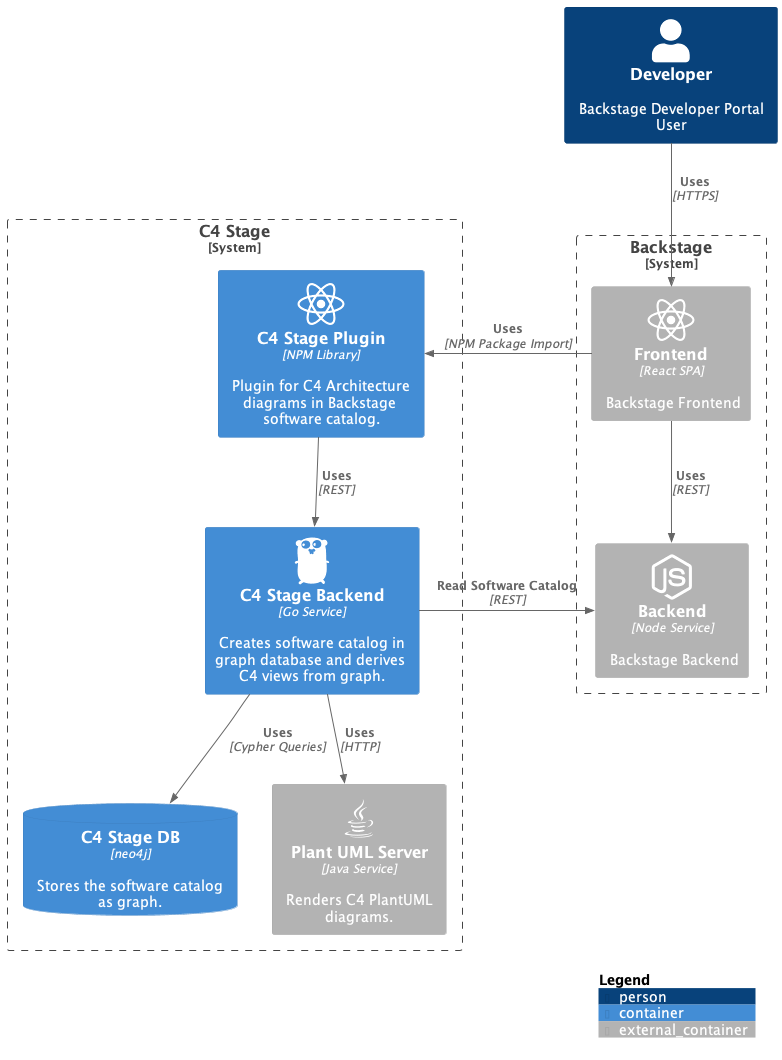 Developer
Backstage Developer Portal
User
Uses
[HTTPS]
C4 Stage
[System]
Backstage
[System]
C4 Stage Plugin
[NPM Library]
Plugin for C4 Architecture
diagrams in Backstage
software catalog.
Uses
[NPM Package Import]
Frontend
[React SPA]
Backstage Frontend
Uses
[REST]
Uses
[REST]
C4 Stage Backend
[Go Service]
Creates software catalog in
graph database and derives
C4 views from graph.
Read Software Catalog
[REST]
JS
Backend
[Node Service]
Backstage Backend
Uses
[Cypher Queries]
Uses
[HTTP]
C4 Stage DB
[neo4j]
Stores the software catalog
as graph.
Plant UML Server
[Java Service]
Renders C4 PlantUML
diagrams.
Legend
person
container
external_container